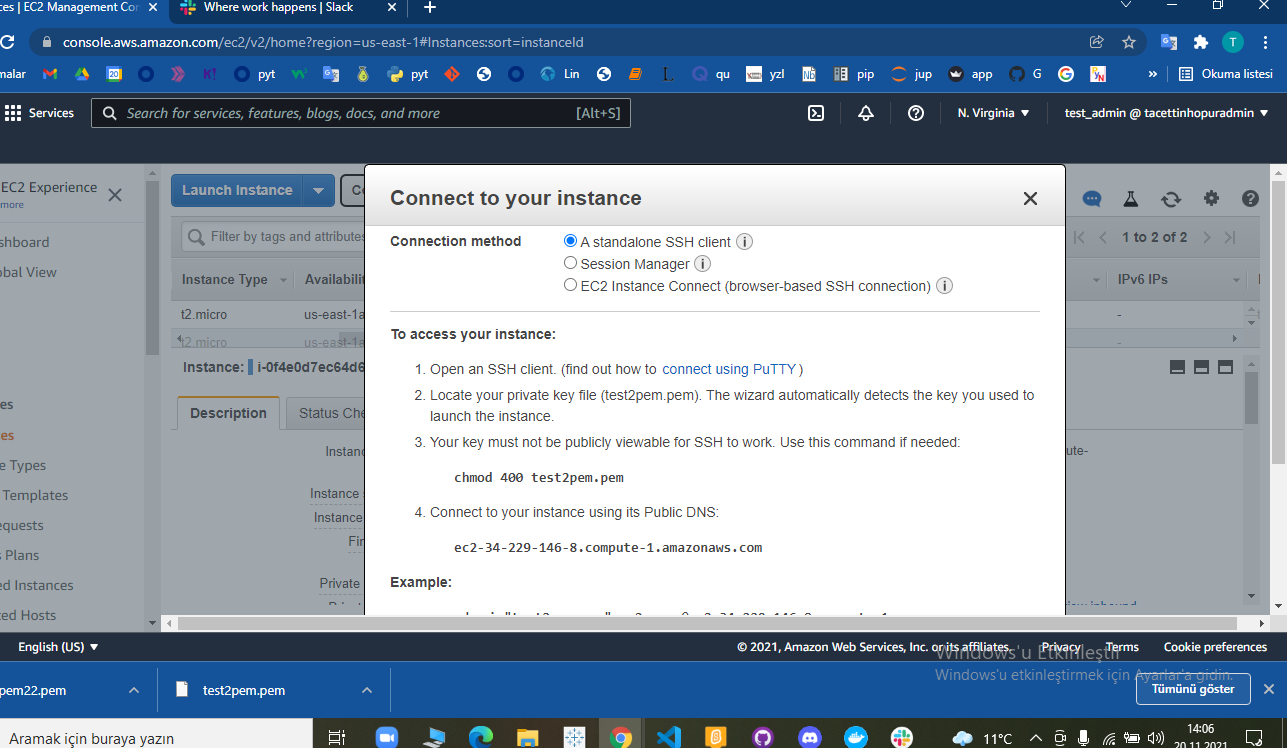 ces | EC2 Management Con
Where work happens | Slack
console.aws.amazon.com/ec2/v2/home?region=us-east-1#Instances:sort=instanceId
T
malar
20
K!
pyt
pyt
Lin
qu
yzl
Nb
pip
jup
app
G
»
Okuma listesi
Services
Search for services, features, blogs, docs, and more
[Alt+S]
N. Virginia
test_admin @ tacettinhopuradmin
EC2 Experience
more
shboard
obal View
es
es
e Types
Templates
equests
s Plans
ed Instances
ted Hosts
Launch Instance
Co
Filter by tags and attributes
1 to 2 of 2
Instance Type
Availabili
IPv6 IPs
t2.micro
us-east-1a
-
t2.micro
us-east-1a
-
Instance:
i-0f4e0d7ec64d6
Description
Status Che
Instanc
Instance
Instance
Fin
Private
ute-
view inbound
Connect to your instance
Connection method
A standalone SSH client
Session Manager
EC2 Instance Connect (browser-based SSH connection)
To access your instance:
1. Open an SSH client. (find out how to connect using PuTTY)
2. Locate your private key file (test2pem.pem). The wizard automatically detects the key you used to
launch the instance.
3. Your key must not be publicly viewable for SSH to work. Use this command if needed:
chmod 400 test2pem.pem
4. Connect to your instance using its Public DNS:
ec2-34-229-146-8.compute-1.amazonaws.com
Example:
English (US)
© 2021, Amazon Web Services, Inc. or its affiliates.
Privacy
Terms
Cookie preferences
Windows'u Etkinleştir
Windows'u etkinleştirmek için Ayarlar'a gidin.
pem22.pem
test2pem.pem
Tümünü göster
Aramak için buraya yazın
11°C
14:06
20.11.2021